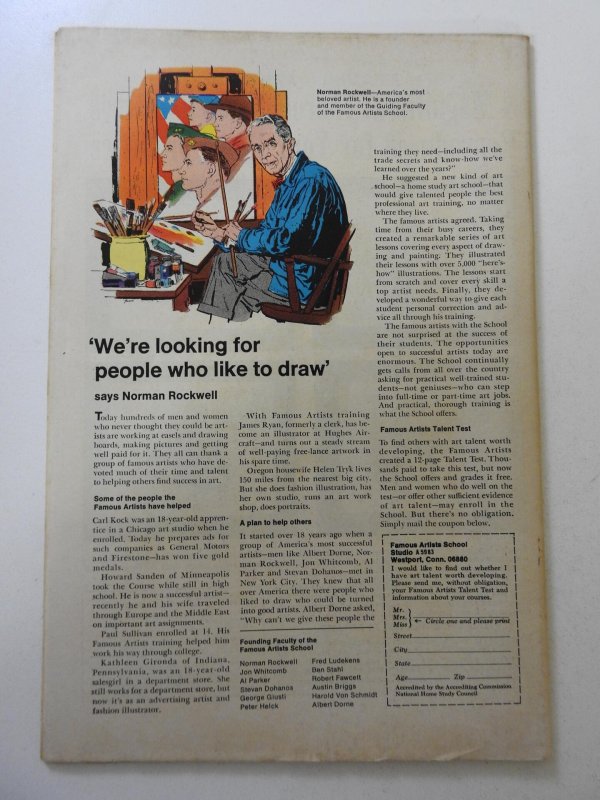 Norman Rockwell—America's most
beloved artist. He is a founder
and member of the Guiding Faculty
of the Famous Artists School.
'We're looking for
people who like to draw'
says Norman Rockwell
Today hundreds of men and women
who never thought they could be art-
ists are working at easels and drawing
boards, making pictures and getting
well paid for it. They all can thank a
group of famous artists who have de-
voted much of their time and talent
to helping others find success in art.
Some of the people the
Famous Artists have helped
Carl Kock was an 18-year-old appren-
tice in a Chicago art studio when he
enrolled. Today he prepares ads for
such companies as General Motors
and Firestone—has won five gold
medals.
Howard Sanden of Minneapolis
took the Course while still in high
school. He is now a successful artist—
recently he and his wife traveled
through Europe and the Middle East
on important art assignments.
Paul Sullivan enrolled at 14. His
Famous Artists training helped him
work his way through college.
Kathleen Gironda of Indiana,
Pennsylvania, was an 18-year-old
salesgirl in a department store. She
still works for a department store, but
now it's as an advertising artist and
fashion illustrator.
With Famous Artists training
James Ryan, formerly a clerk, has be-
come an illustrator at Hughes Air-
craft—and turns out a steady stream
of well-paying free-lance artwork in
his spare time.
Oregon housewife Helen Tryk lives
150 miles from the nearest big city.
But she does fashion illustration, has
her own studio, runs an art work
shop, does portraits.
A plan to help others
It started over 18 years ago when a
group of America's most successful
artists—men like Albert Dorne, Nor-
man Rockwell, Jon Whitcomb, Al
Parker and Stevan Dohanos—met in
New York City. They knew that all
over America there were people who
liked to draw who could be turned
into good artists. Albert Dorne asked,
"Why can't we give these people the
Founding Faculty of the
Famous Artists School
Norman Rockwell
Jon Whitcomb
Al Parker
Stevan Dohanos
George Giusti
Peter Helck
Fred Ludekens
Ben Stahl
Robert Fawcett
Austin Briggs
Harold Von Schmidt
Albert Dorne
training they need—including all the
trade secrets and know-how we've
learned over the years?"
He suggested a new kind of art
school—a home study art school—that
would give talented people the best
professional art training, no matter
where they live.
The famous artists agreed. Taking
time from their busy careers, they
created a remarkable series of art
lessons covering every aspect of draw-
ing and painting. They illustrated
their lessons with over 5,000 "here's-
how" illustrations. The lessons start
from scratch and cover every skill a
top artist needs. Finally, they de-
veloped a wonderful way to give each
student personal correction and ad-
vice all through his training.
The famous artists with the School
are not surprised at the success of
their students. The opportunities
open to successful artists today are
enormous. The School continually
gets calls from all over the country
asking for practical well-trained stu-
dents—not geniuses—who can step
into full-time or part-time art jobs.
And practical, thorough training is
what the School offers.
Famous Artists Talent Test
To find others with art talent worth
developing, the Famous Artists
created a 12-page Talent Test. Thou-
sands paid to take this test, but now
the School offers and grades it free.
Men and women who do well on the
test—or offer other sufficient evidence
of art talent—may enroll in the
School. But there's no obligation.
Simply mail the coupon below.
Famous Artists School
Studio A 5983
Westport, Conn. 06880
I would like to find out whether I
have art talent worth developing.
Please send me, without obligation,
your Famous Artists Talent Test and
information about your courses.
Mr.
Mrs. ← Circle one and please print
Miss
Street
City
State
Age Zip
Accredited by the Accrediting Commission
National Home Study Council